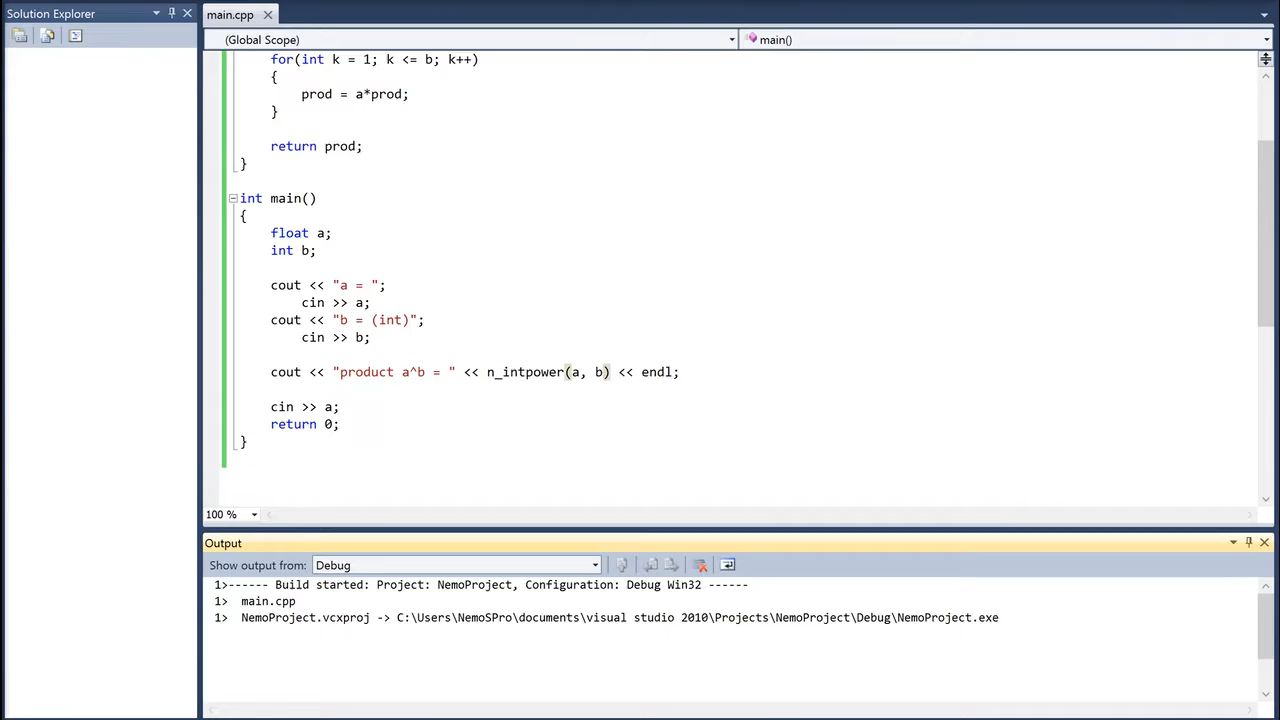 Solution Explorer
main.cpp
(Global Scope)
main()
for(int k = 1; k <= b; k++)
{
prod = a*prod;
}
return prod;
}
int main()
{
float a;
int b;
cout << "a = ";
cin >> a;
cout << "b = (int)";
cin >> b;
cout << "product a^b = " << n_intpower(a, b) << endl;
cin >> a;
return 0;
}
100 %
Output
Show output from: Debug
1>------ Build started: Project: NemoProject, Configuration: Debug Win32 ------
1> main.cpp
1> NemoProject.vcxproj -> C:\Users\NemoSPro\documents\visual studio 2010\Projects\NemoProject\Debug\NemoProject.exe